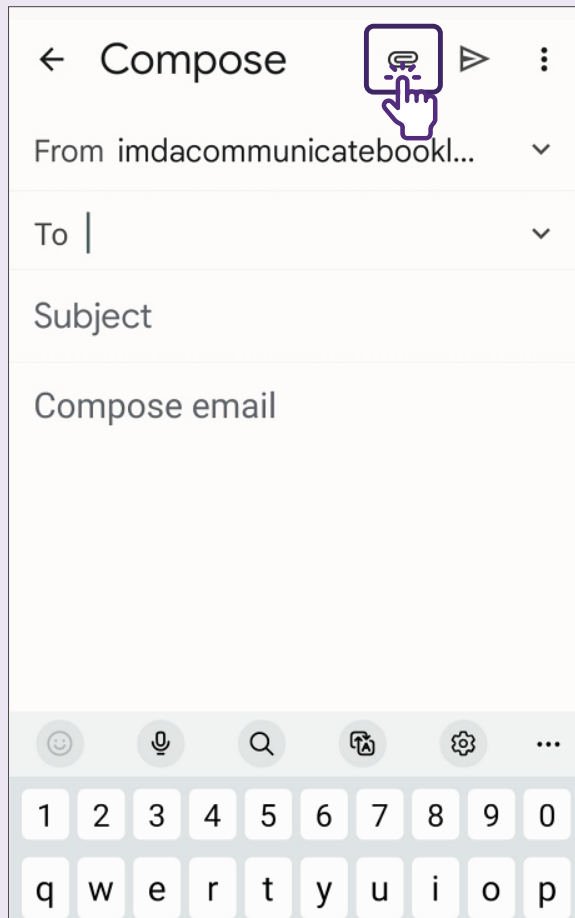 Compose
From imdacommunicatebookl...
To
Subject
Compose email
1 2 3 4 5 6 7 8 9 0
q w e r t y u i o p